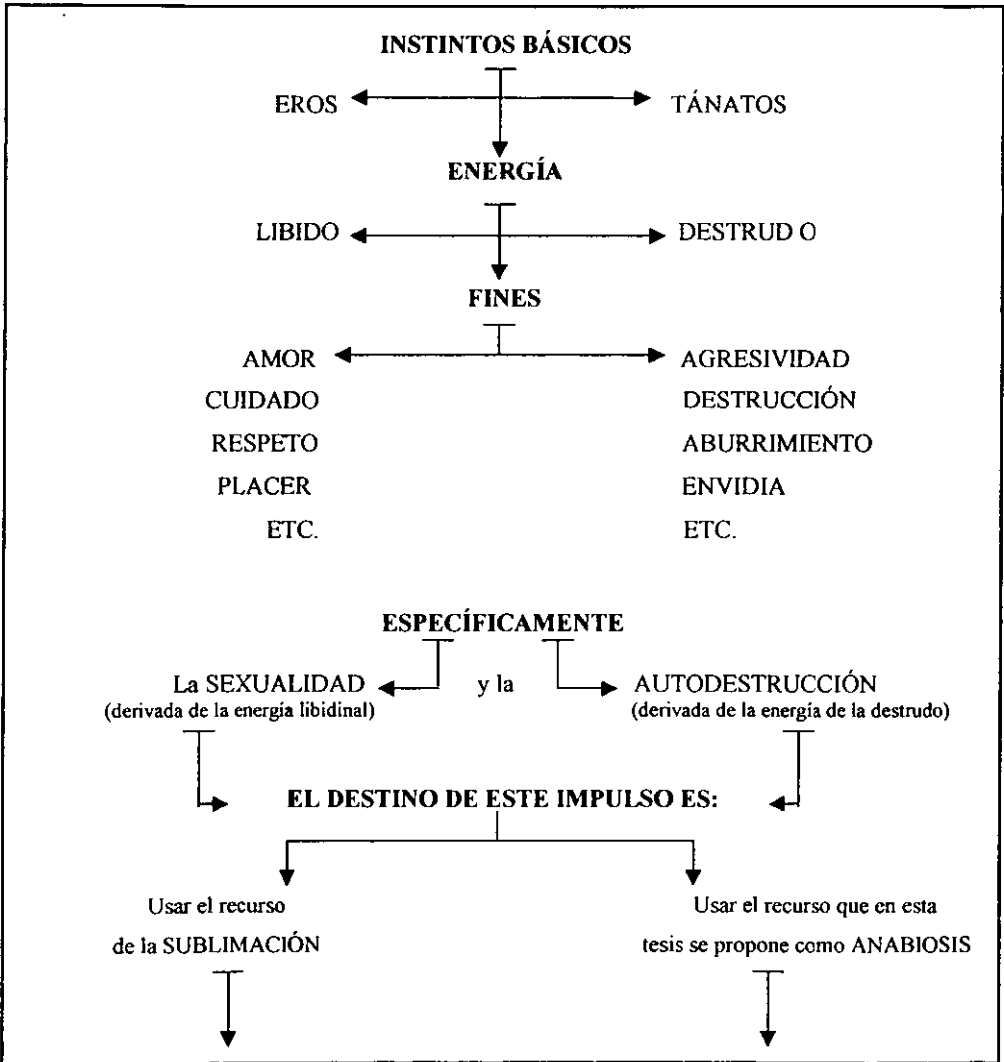 INSTINTOS BÁSICOS
EROS TÁNATOS
ENERGÍA
LIBIDO DESTRUD O
FINES
AMOR AGRESIVIDAD
CUIDADO DESTRUCCIÓN
RESPETO ABURRIMIENTO
PLACER ENVIDIA
ETC. ETC.
ESPECÍFICAMENTE
La SEXUALIDAD y la AUTODESTRUCCIÓN
(derivada de la energía libidinal) (derivada de la energía de la destrudo)
EL DESTINO DE ESTE IMPULSO ES:
Usar el recurso Usar el recurso que en esta
de la SUBLIMACIÓN tesis se propone como ANABIOSIS